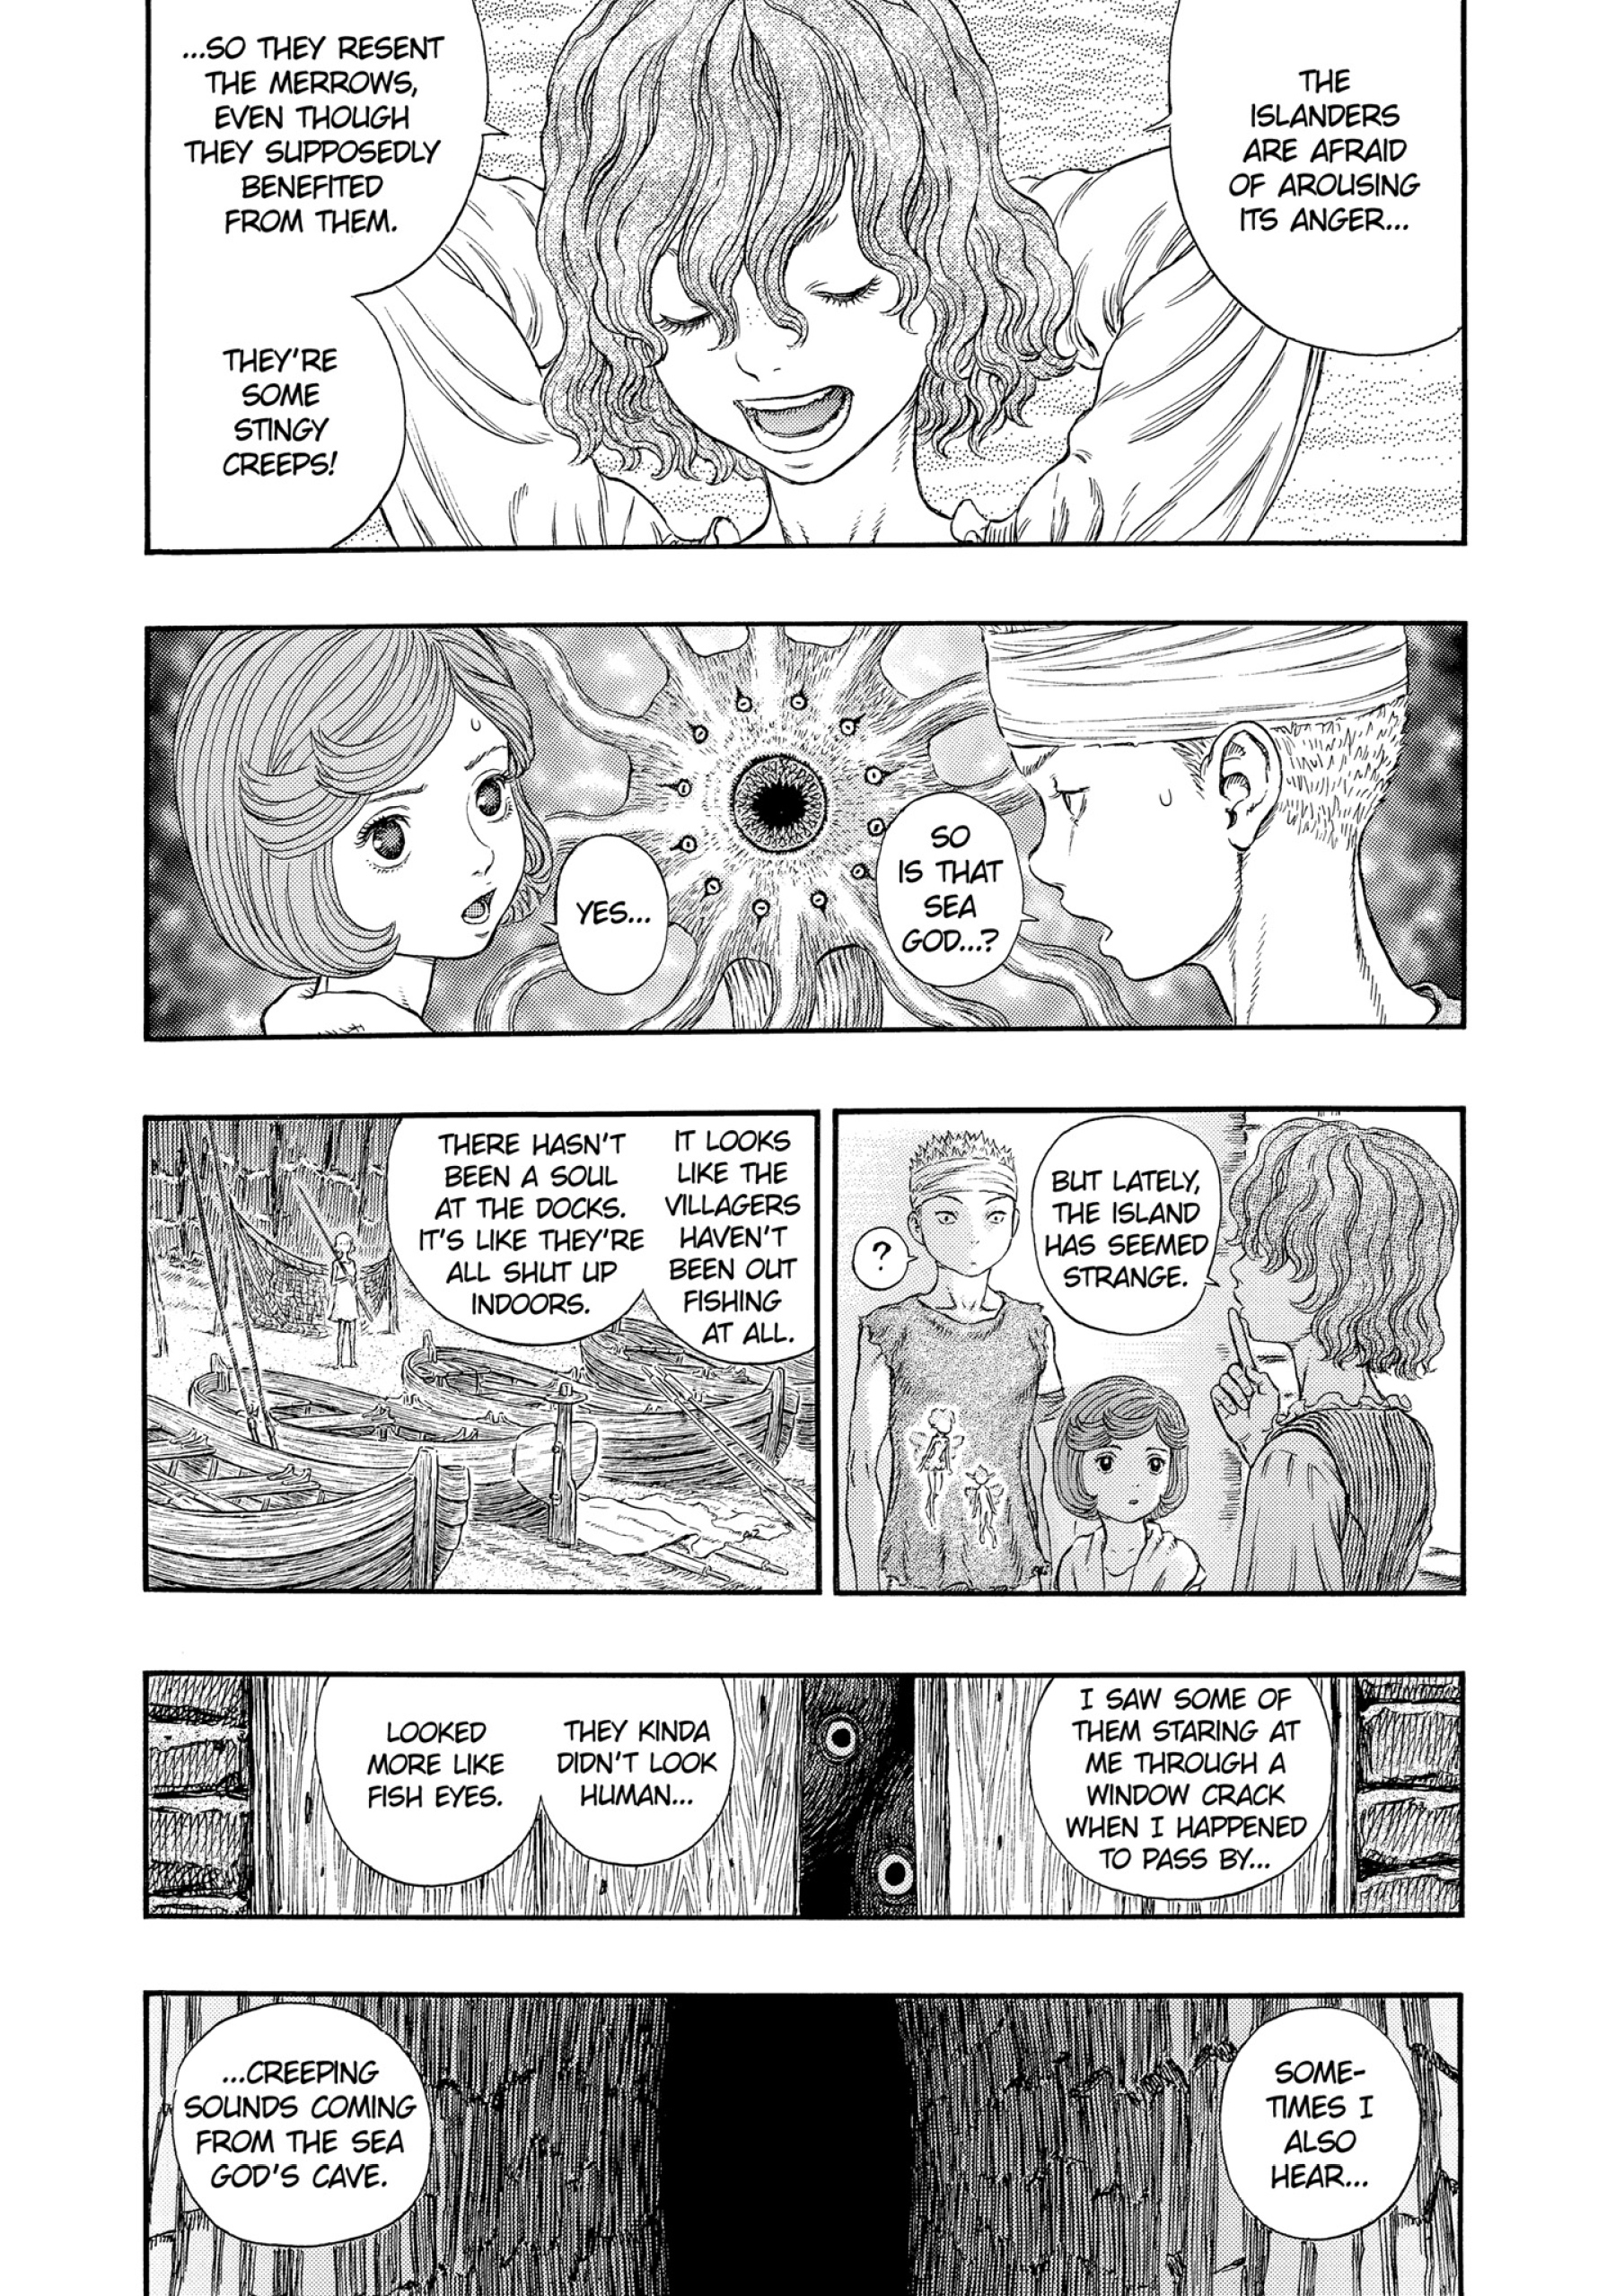 THE
ISLANDERS
ARE AFRAID
OF AROUSING
ITS ANGER...
...SO THEY RESENT
THE MERROWS,
EVEN THOUGH
THEY SUPPOSEDLY
BENEFITED
FROM THEM.
THEY'RE
SOME
STINGY
CREEPS!
SO
IS THAT
SEA
GOD...?
YES...
BUT LATELY,
THE ISLAND
HAS SEEMED
STRANGE.
?
IT LOOKS
LIKE THE
VILLAGERS
HAVEN'T
BEEN OUT
FISHING
AT ALL.
THERE HASN'T
BEEN A SOUL
AT THE DOCKS.
IT'S LIKE THEY'RE
ALL SHUT UP
INDOORS.
I SAW SOME OF
THEM STARING AT
ME THROUGH A
WINDOW CRACK
WHEN I HAPPENED
TO PASS BY...
THEY KINDA
DIDN'T LOOK
HUMAN...
LOOKED
MORE LIKE
FISH EYES.
SOME-
TIMES I
ALSO
HEAR...
...CREEPING
SOUNDS COMING
FROM THE SEA
GOD'S CAVE.